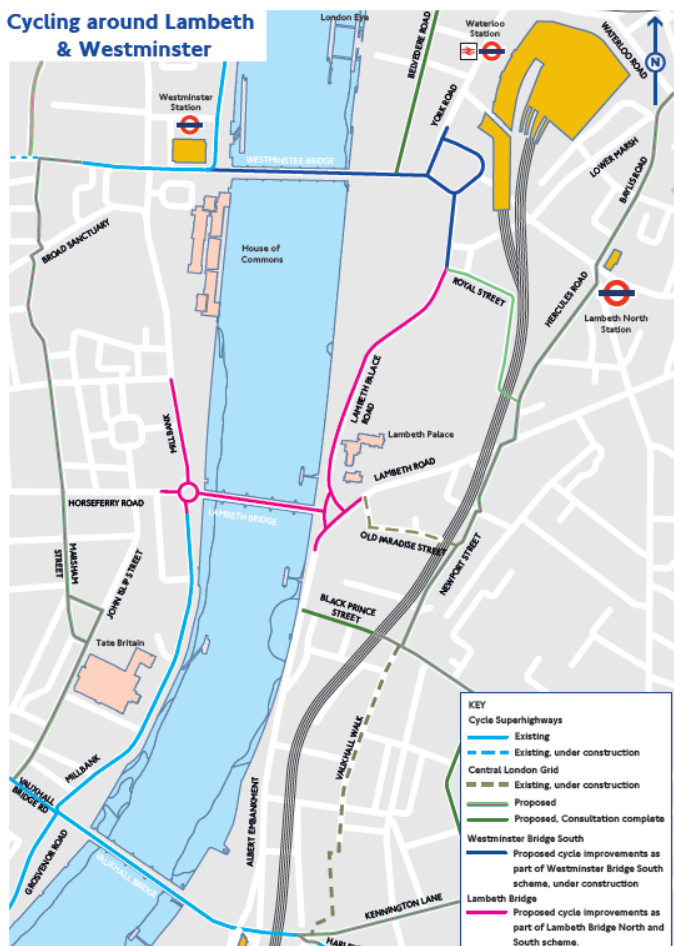 Cycling around Lambeth
& Westminster
London Eye
BELVEDERE ROAD
Waterloo
Station
WATERLOO ROAD
N
YORK ROAD
Westminster
Station
WESTMINSTER BRIDGE
LOWER MARSH
BAYLIS ROAD
BROAD SANCTUARY
House of
Commons
ROYAL STREET
HERCULES ROAD
Lambeth North
Station
LAMBETH PALACE
ROAD
MILLBANK
Lambeth Palace
LAMBETH ROAD
HORSEFERRY ROAD
LAMBETH BRIDGE
OLD PARADISE STREET
NEWPORT STREET
MARSHAM
STREET
JOHN ISLIP STREET
BLACK PRINCE
STREET
Tate Britain
VAUXHALL WALK
MILLBANK
VAUXHALL
BRIDGE RD
GROSVENOR ROAD
ALBERT EMBANKMENT
VAUXHALL BRIDGE
KENNINGTON LANE
KEY
Cycle Superhighways
Existing
Existing, under construction
Central London Grid
Existing, under construction
Proposed
Proposed, Consultation complete
Westminster Bridge South
Proposed cycle improvements as
part of Westminster Bridge South
scheme, under construction
Lambeth Bridge
Proposed cycle improvements as
part of Lambeth Bridge North and
South scheme.